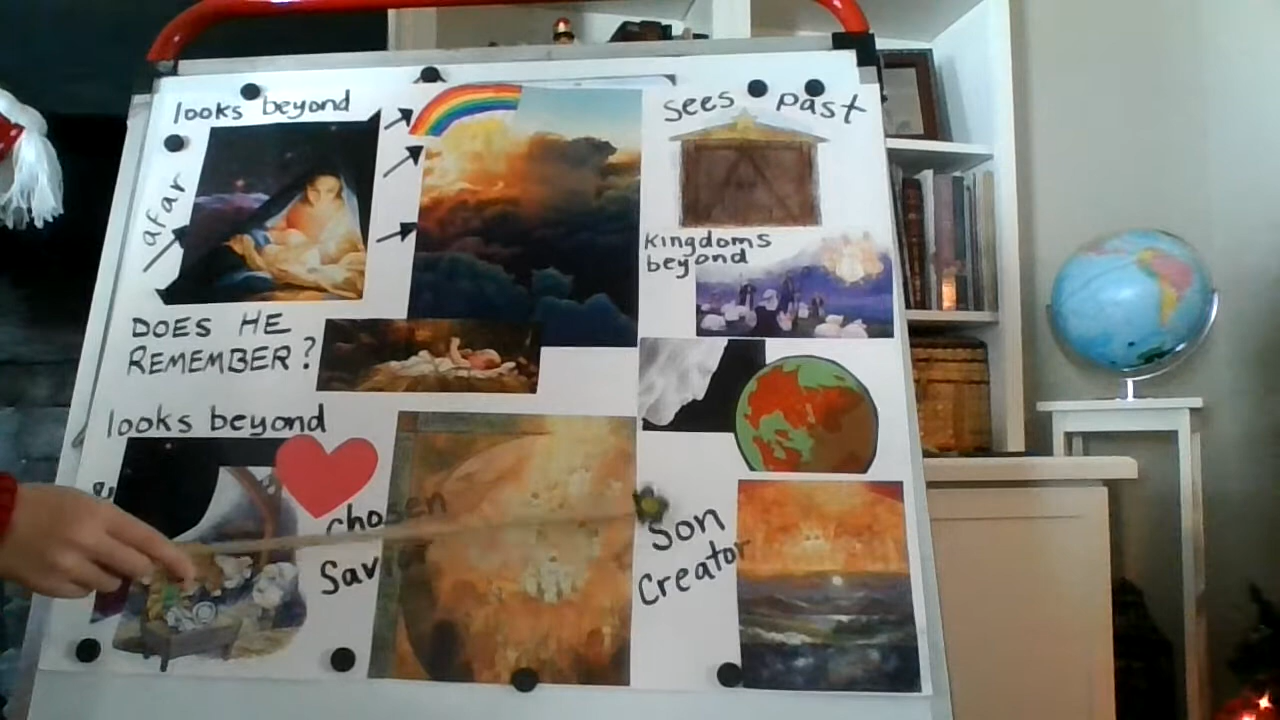 looks beyond
afar
sees past
kingdoms
beyond
DOES HE
REMEMBER?
looks beyond
chosen
Sav
Son
Creator